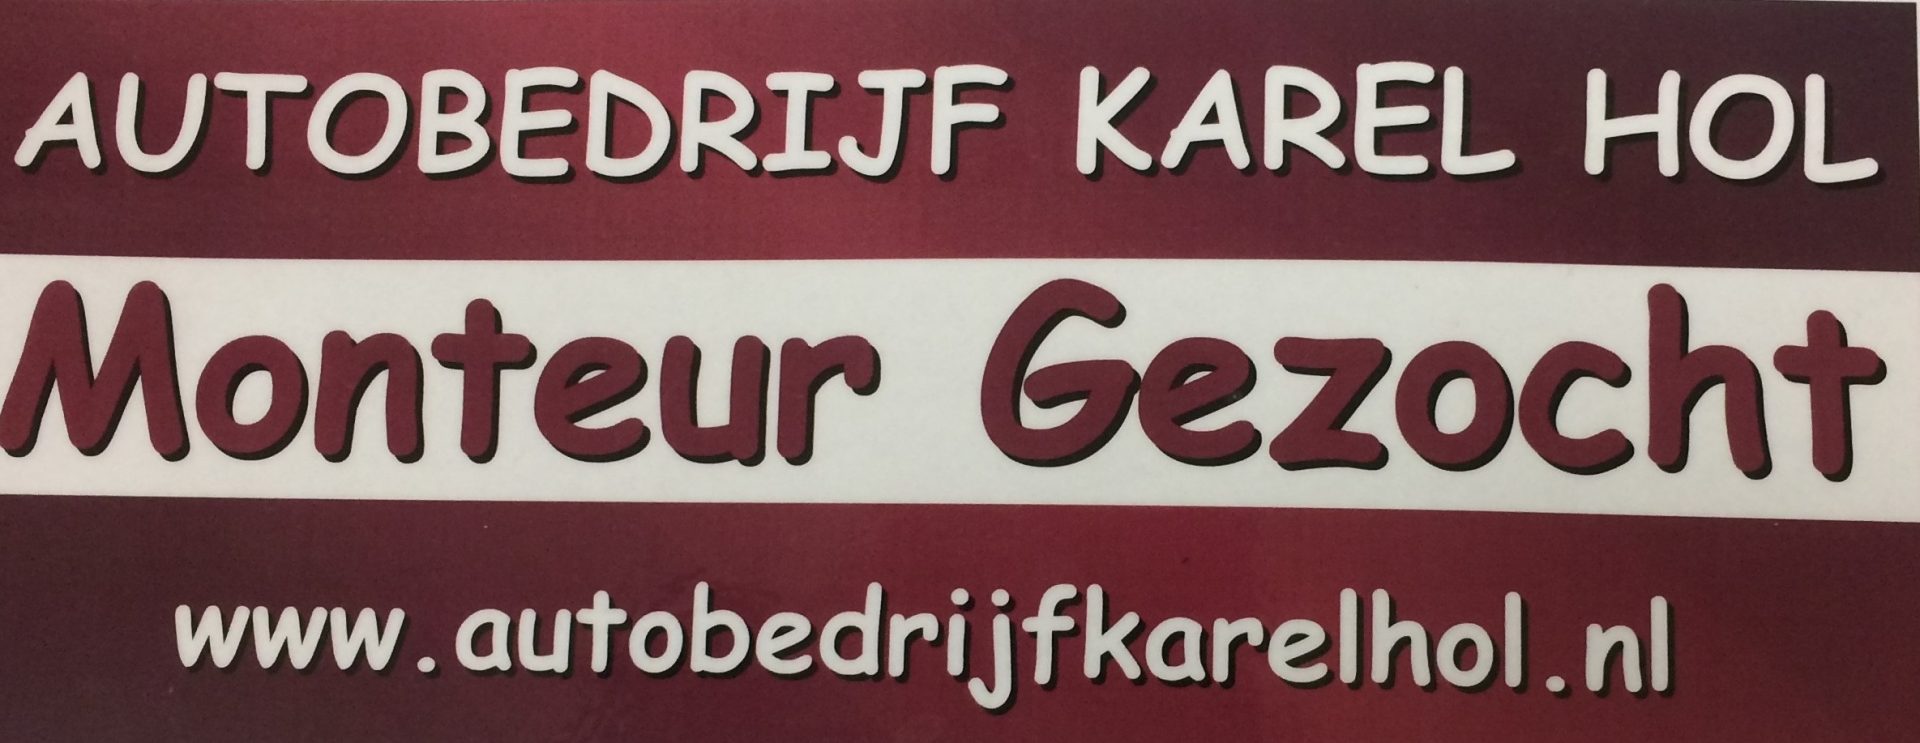 AUTOBEDRIJF KAREL HOL
Monteur Gezocht
www.autobedrijfkarelhol.nl